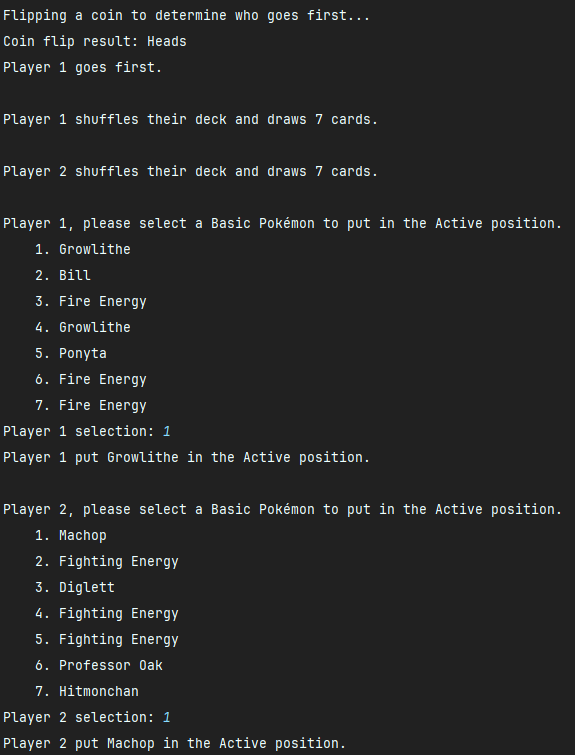 Flipping a coin to determine who goes first...
Coin flip result: Heads
Player 1 goes first.
Player 1 shuffles their deck and draws 7 cards.
Player 2 shuffles their deck and draws 7 cards.
Player 1, please select a Basic Pokémon to put in the Active position.
1. Growlithe
2. Bill
3. Fire Energy
4. Growlithe
5. Ponyta
6. Fire Energy
7. Fire Energy
Player 1 selection: 1
Player 1 put Growlithe in the Active position.
Player 2, please select a Basic Pokémon to put in the Active position.
1. Machop
2. Fighting Energy
3. Diglett
4. Fighting Energy
5. Fighting Energy
6. Professor Oak
7. Hitmonchan
Player 2 selection: 1
Player 2 put Machop in the Active position.